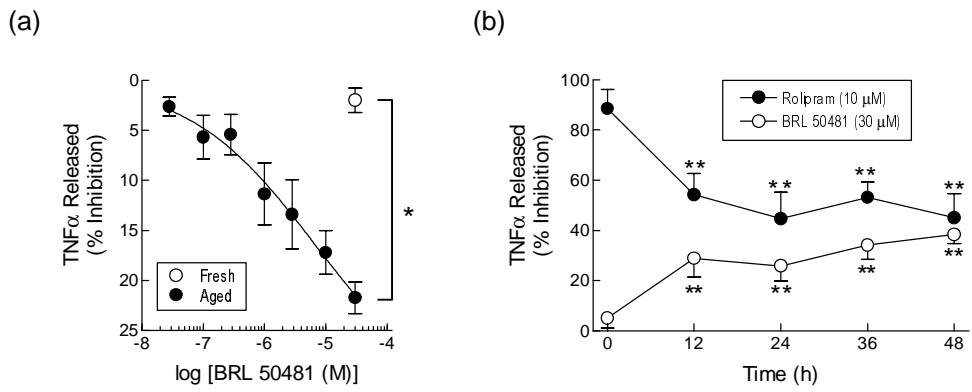 (a)
TNFα Released
(% Inhibition)
0
5
10
15
20
25
Fresh
Aged
*
-8 -7 -6 -5 -4
log [BRL 50481 (M)]
(b)
TNFα Released
(% Inhibition)
100
80
60
40
20
0
Rolipram (10 μM)
BRL 50481 (30 μM)
** ** ** **
** ** ** **
0 12 24 36 48
Time (h)